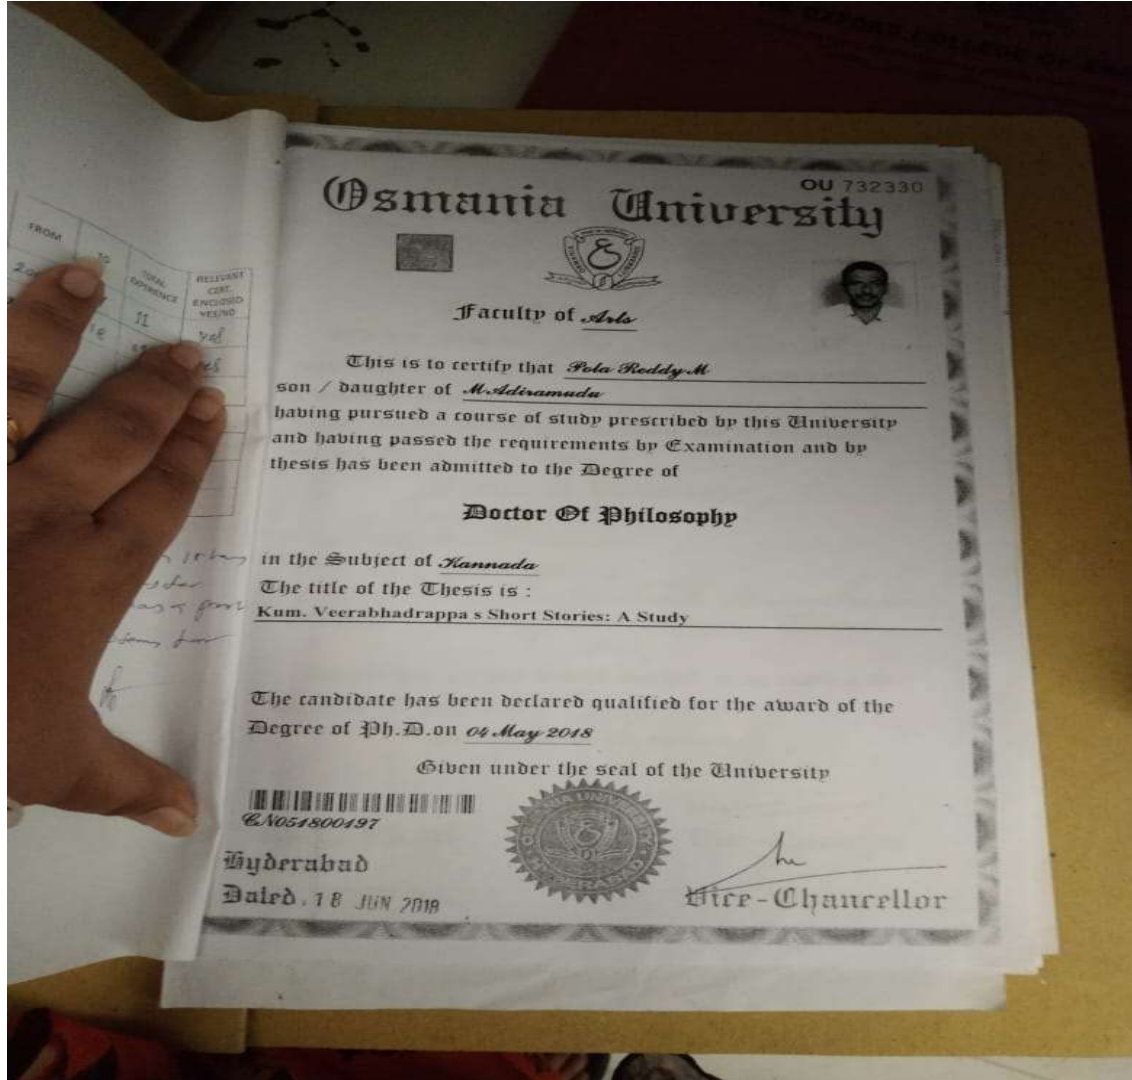 OXFORD COLLEGE OF
FROM
TO
TOTAL
EXPERIENCE
RELEVANT
CERT.
ENCLOSED
YES/NO
11
yes
OU 732330
Osmania University
Faculty of Arts
This is to certify that Pola Reddy M
son / daughter of M Adiramudu
having pursued a course of study prescribed by this University
and having passed the requirements by Examination and by
thesis has been admitted to the Degree of
Doctor Of Philosophy
in the Subject of Kannada
The title of the Thesis is :
Kum. Veerabhadrappa s Short Stories: A Study
The candidate has been declared qualified for the award of the
Degree of Ph.D.on 04 May 2018
Given under the seal of the University
CN051800197
Hyderabad
Dated. 18 JUN 2018
OSMANIA UNIVERSITY
Vice-Chancellor